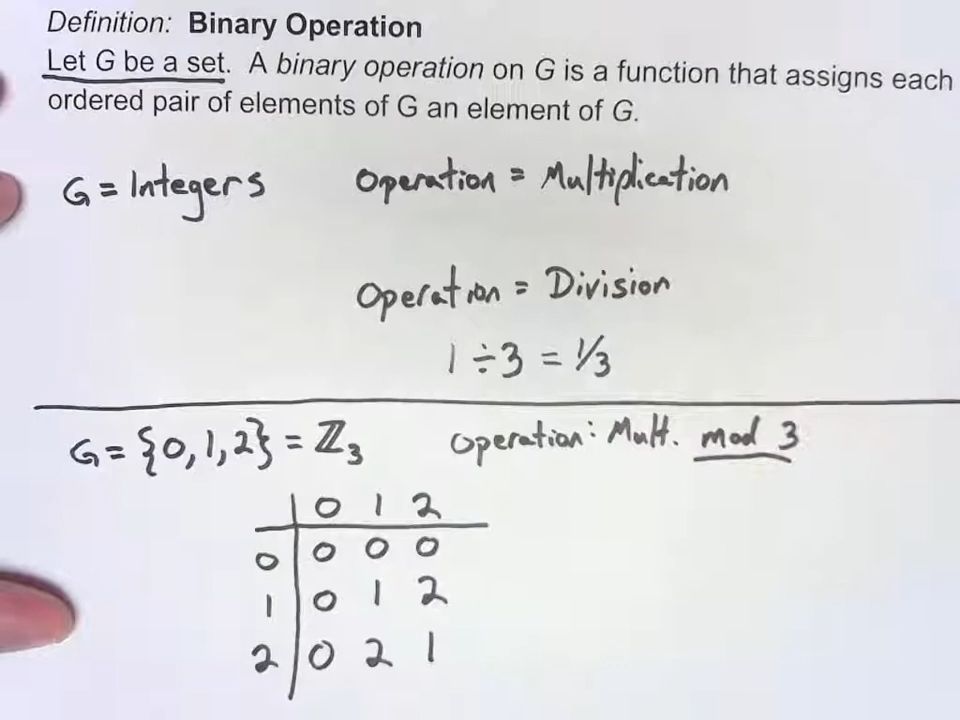 Definition: Binary Operation
Let G be a set. A binary operation on G is a function that assigns each
ordered pair of elements of G an element of G.
G = Integers Operation = Multiplication
Operation = Division
1 ÷ 3 = 1/3
G = {0, 1, 2} = ℤ₃ Operation: Mult. mod 3
0 1 2
0 0 0 0
1 0 1 2
2 0 2 1